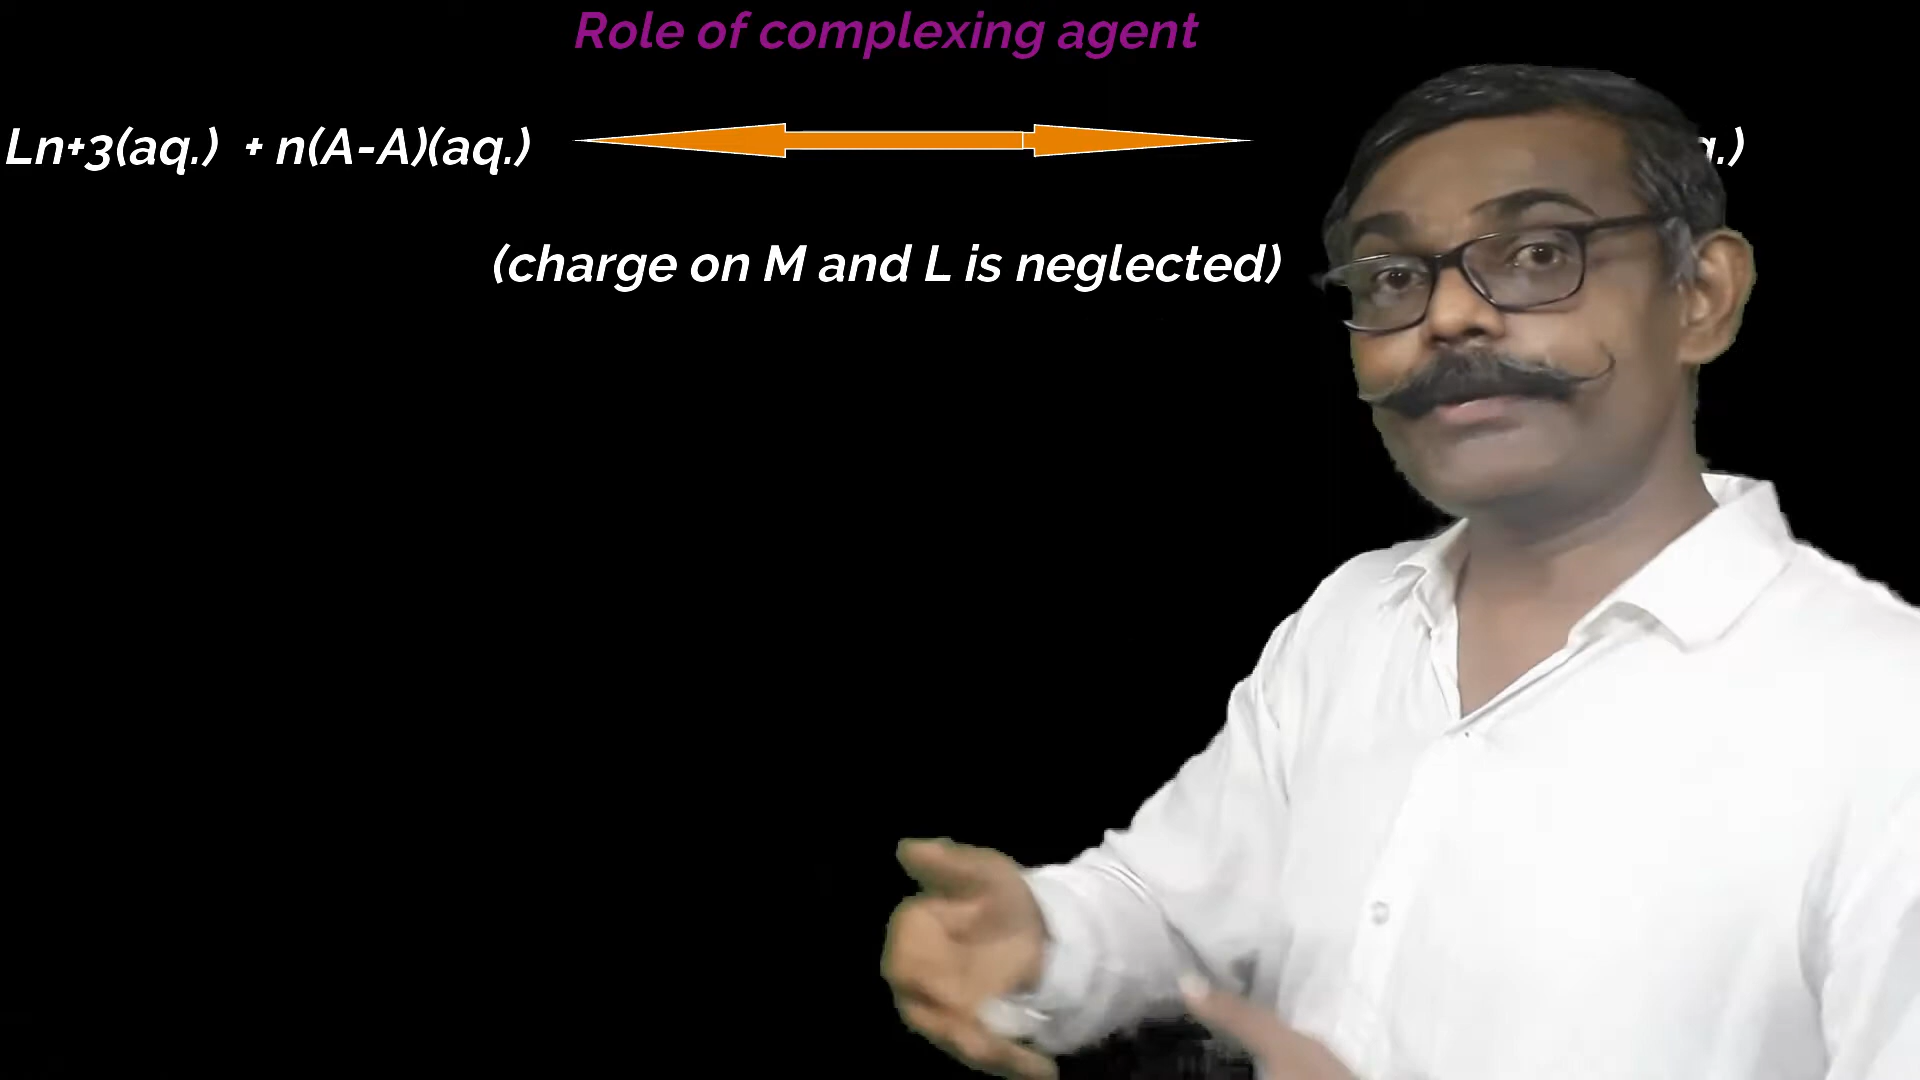 Role of complexing agent
Ln+3(aq.) + n(A-A)(aq.)
(charge on M and L is neglected)